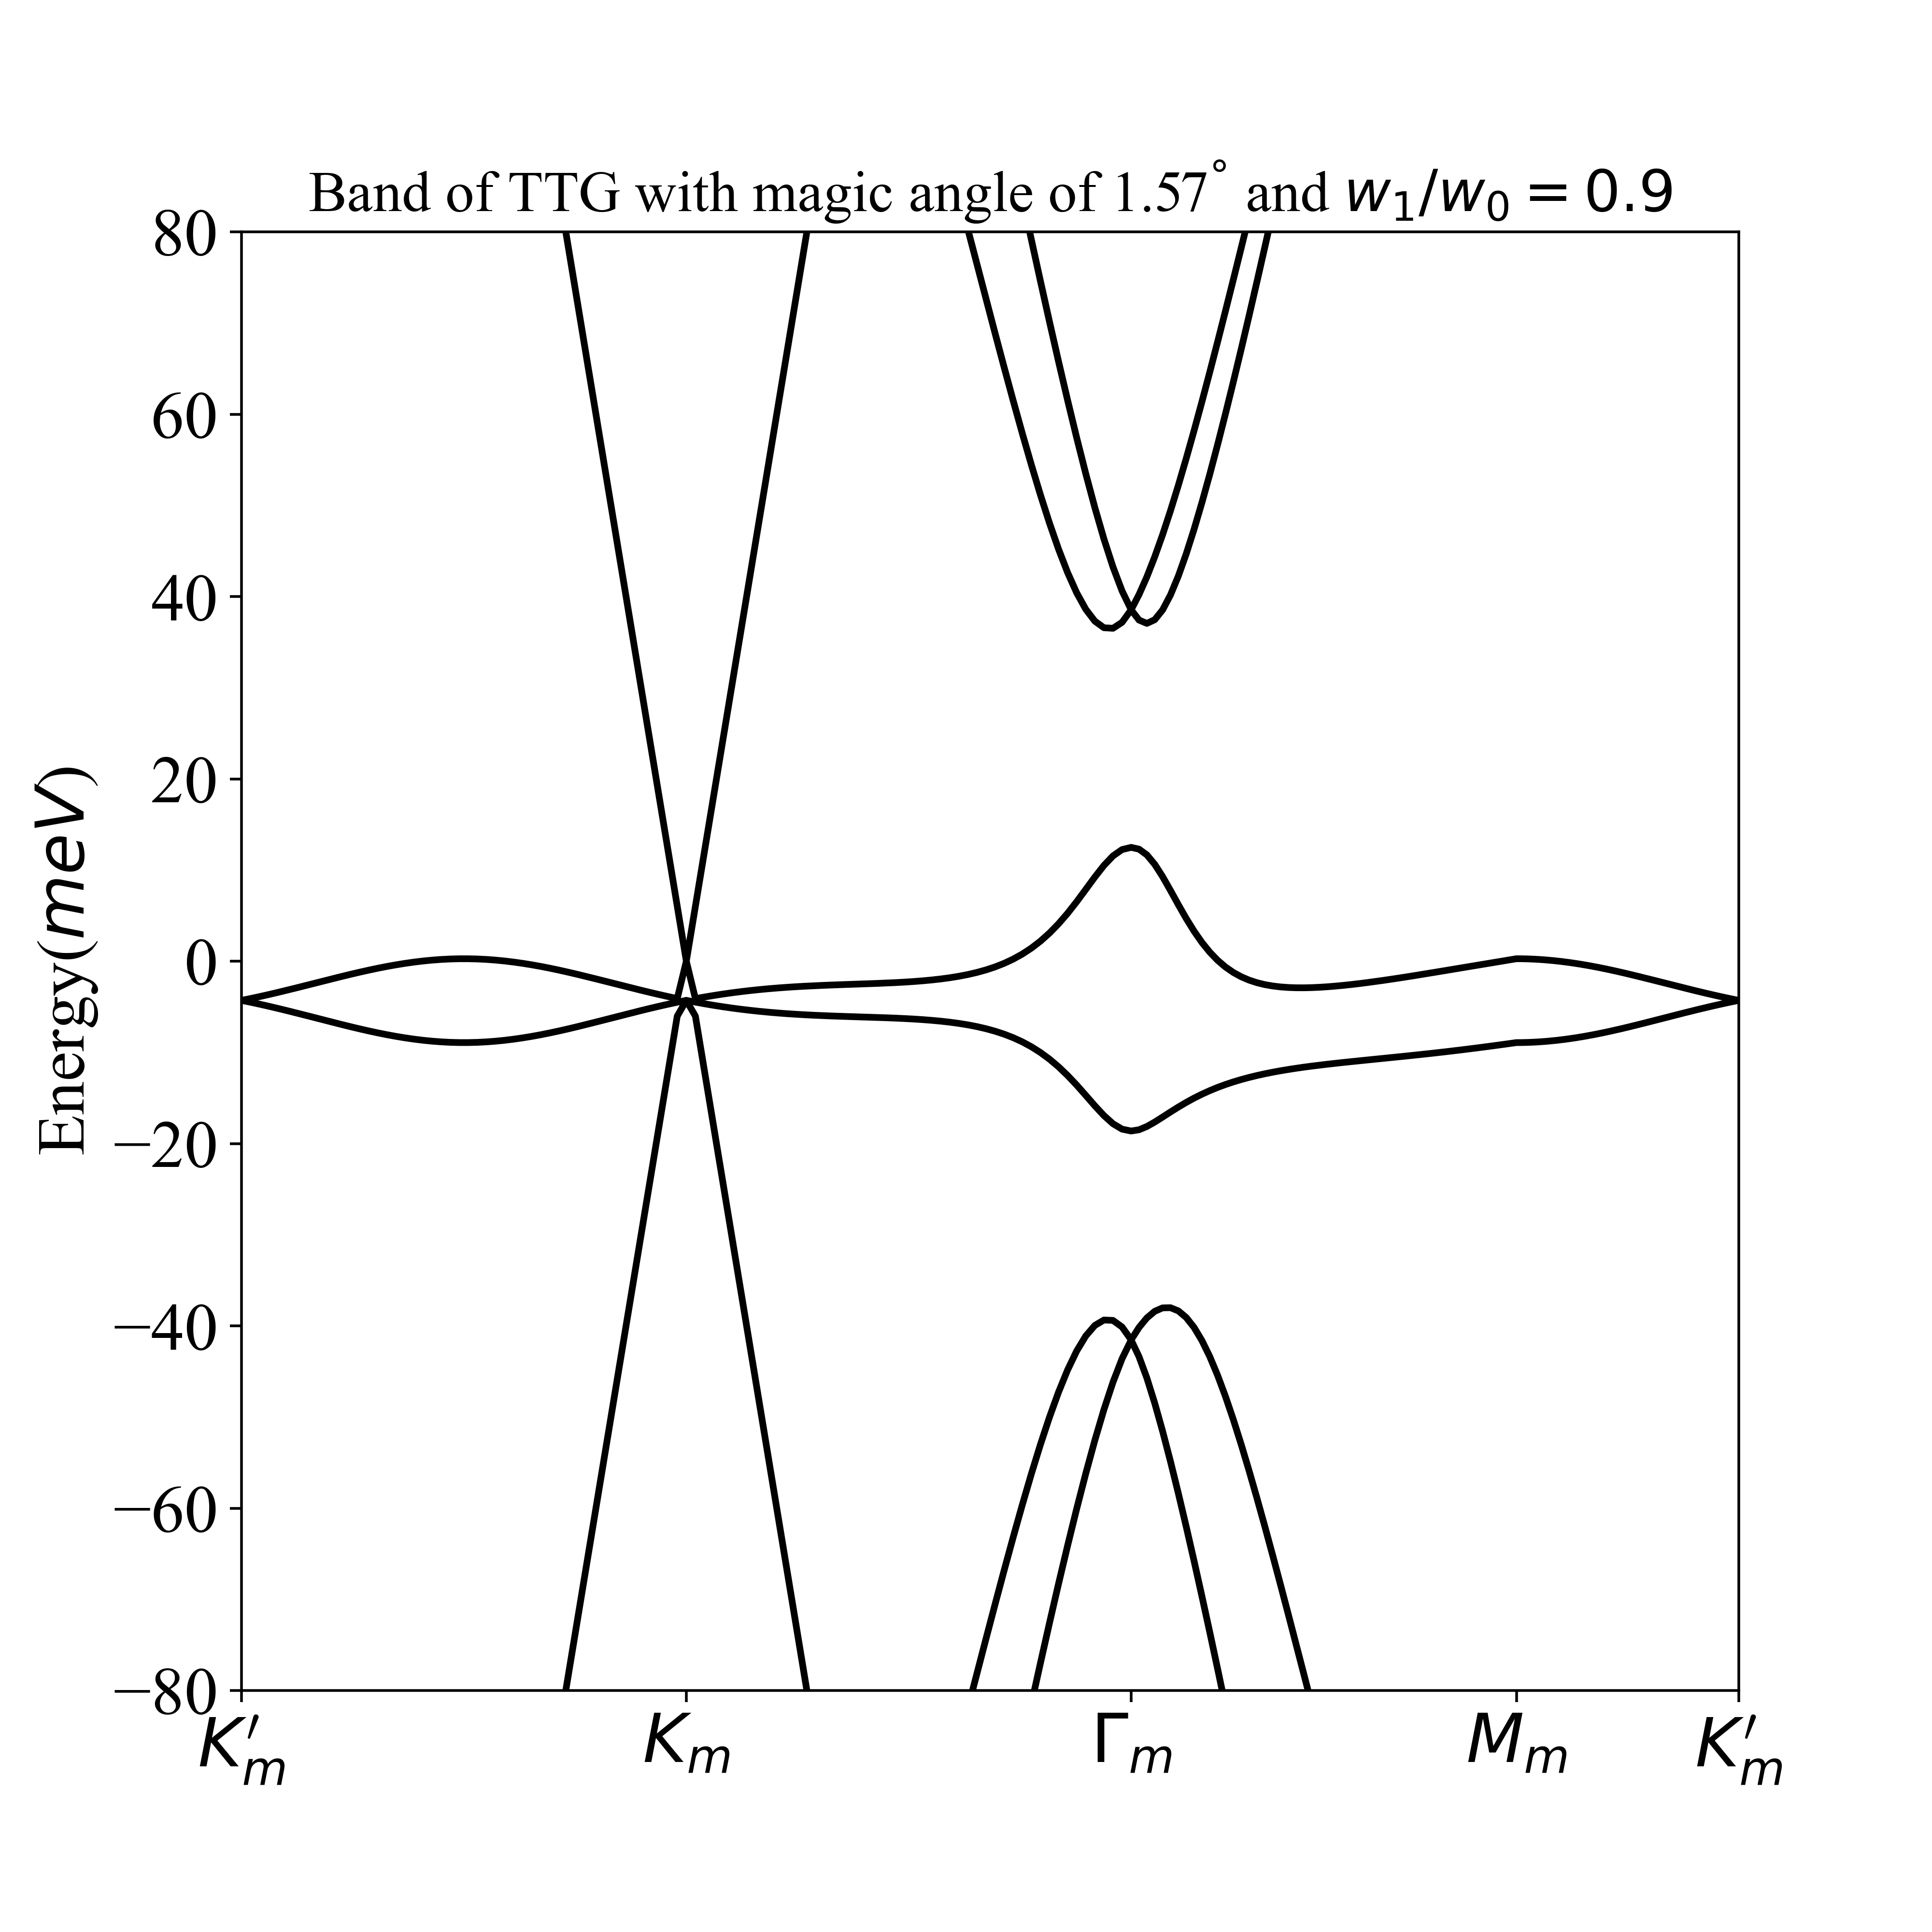 Band of TTG with magic angle of 1.57° and w₁/w₀ = 0.9
80
60
40
20
0
−20
−40
−60
−80
Energy(meV)
K′ₘ
Kₘ
Γₘ
Mₘ
K′ₘ